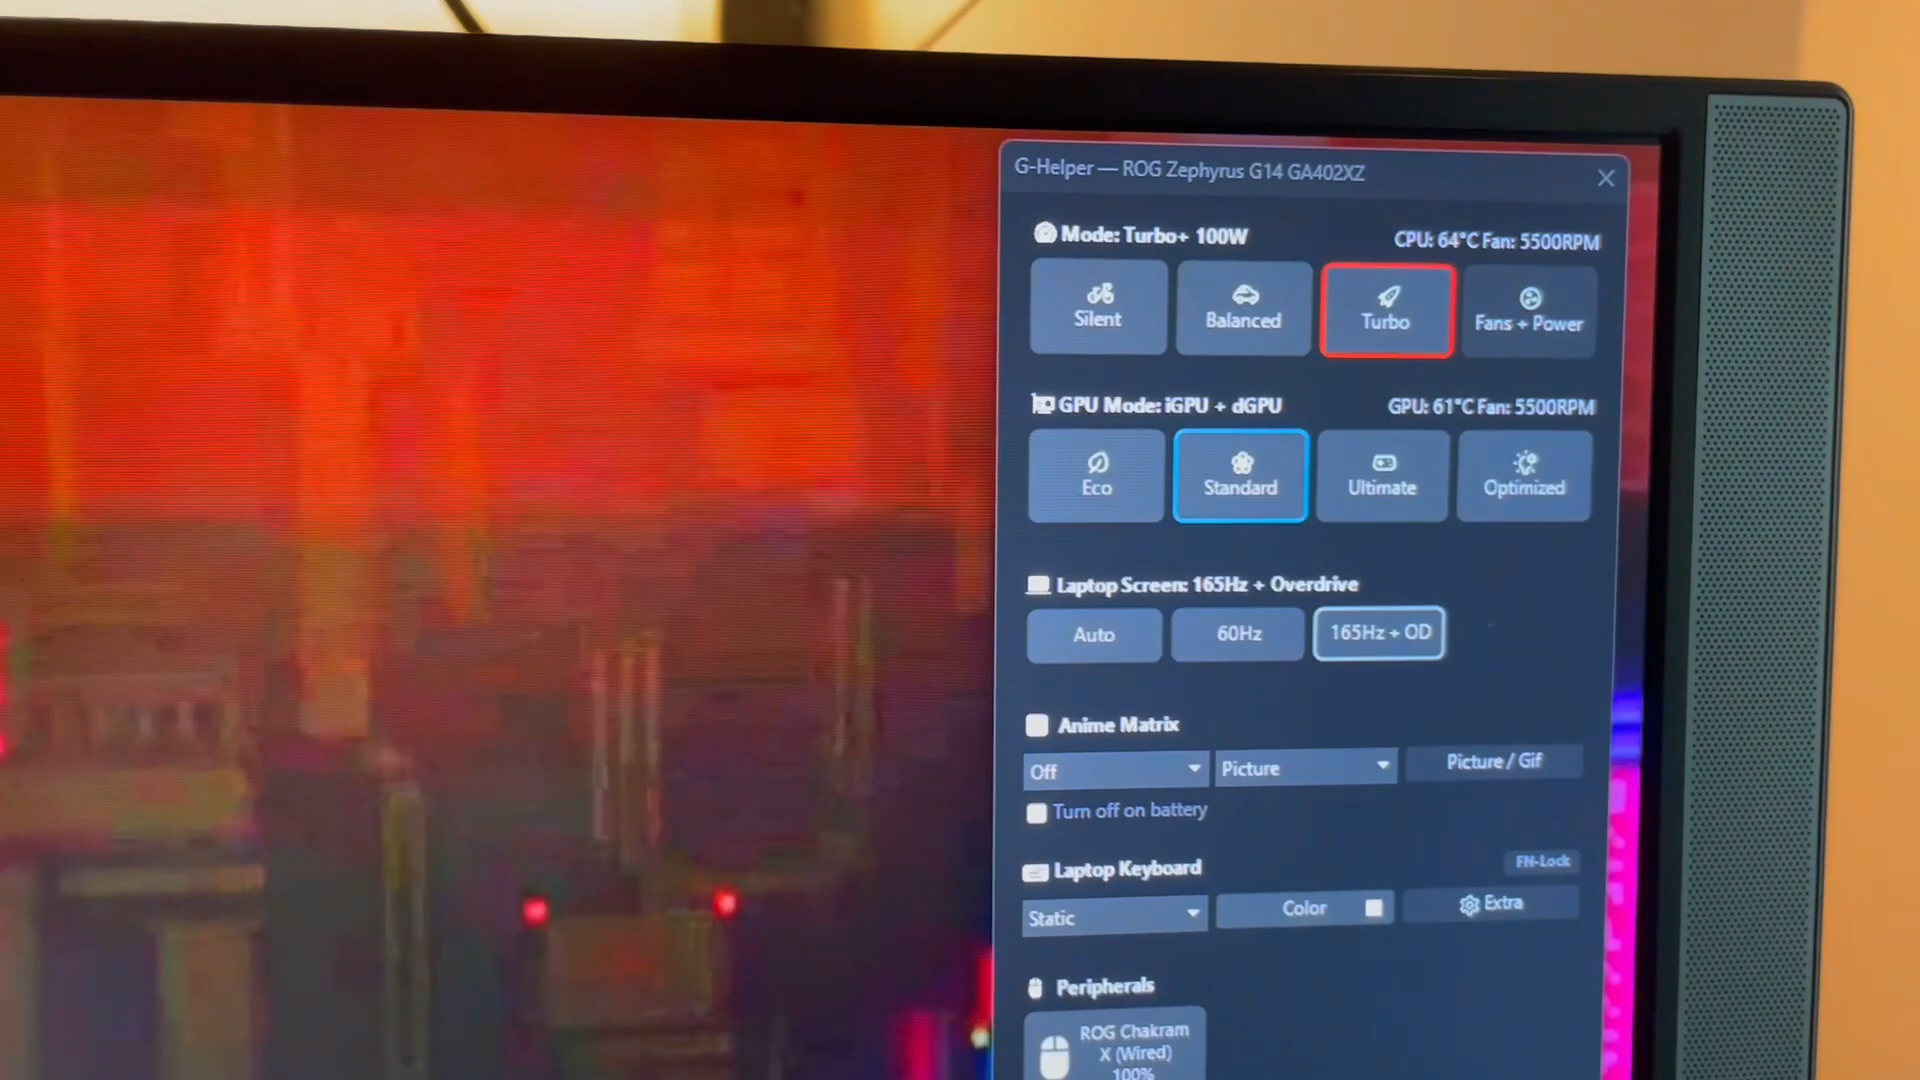 G-Helper — ROG Zephyrus G14 GA402XZ
Mode: Turbo+ 100W
CPU: 64°C Fan: 5500RPM
Silent
Balanced
Turbo
Fans + Power
GPU Mode: iGPU + dGPU
GPU: 61°C Fan: 5500RPM
Eco
Standard
Ultimate
Optimized
Laptop Screen: 165Hz + Overdrive
Auto
60Hz
165Hz + OD
Anime Matrix
Off
Picture
Picture / Gif
Turn off on battery
Laptop Keyboard
FN-Lock
Static
Color
Extra
Peripherals
ROG Chakram
X (Wired)
100%